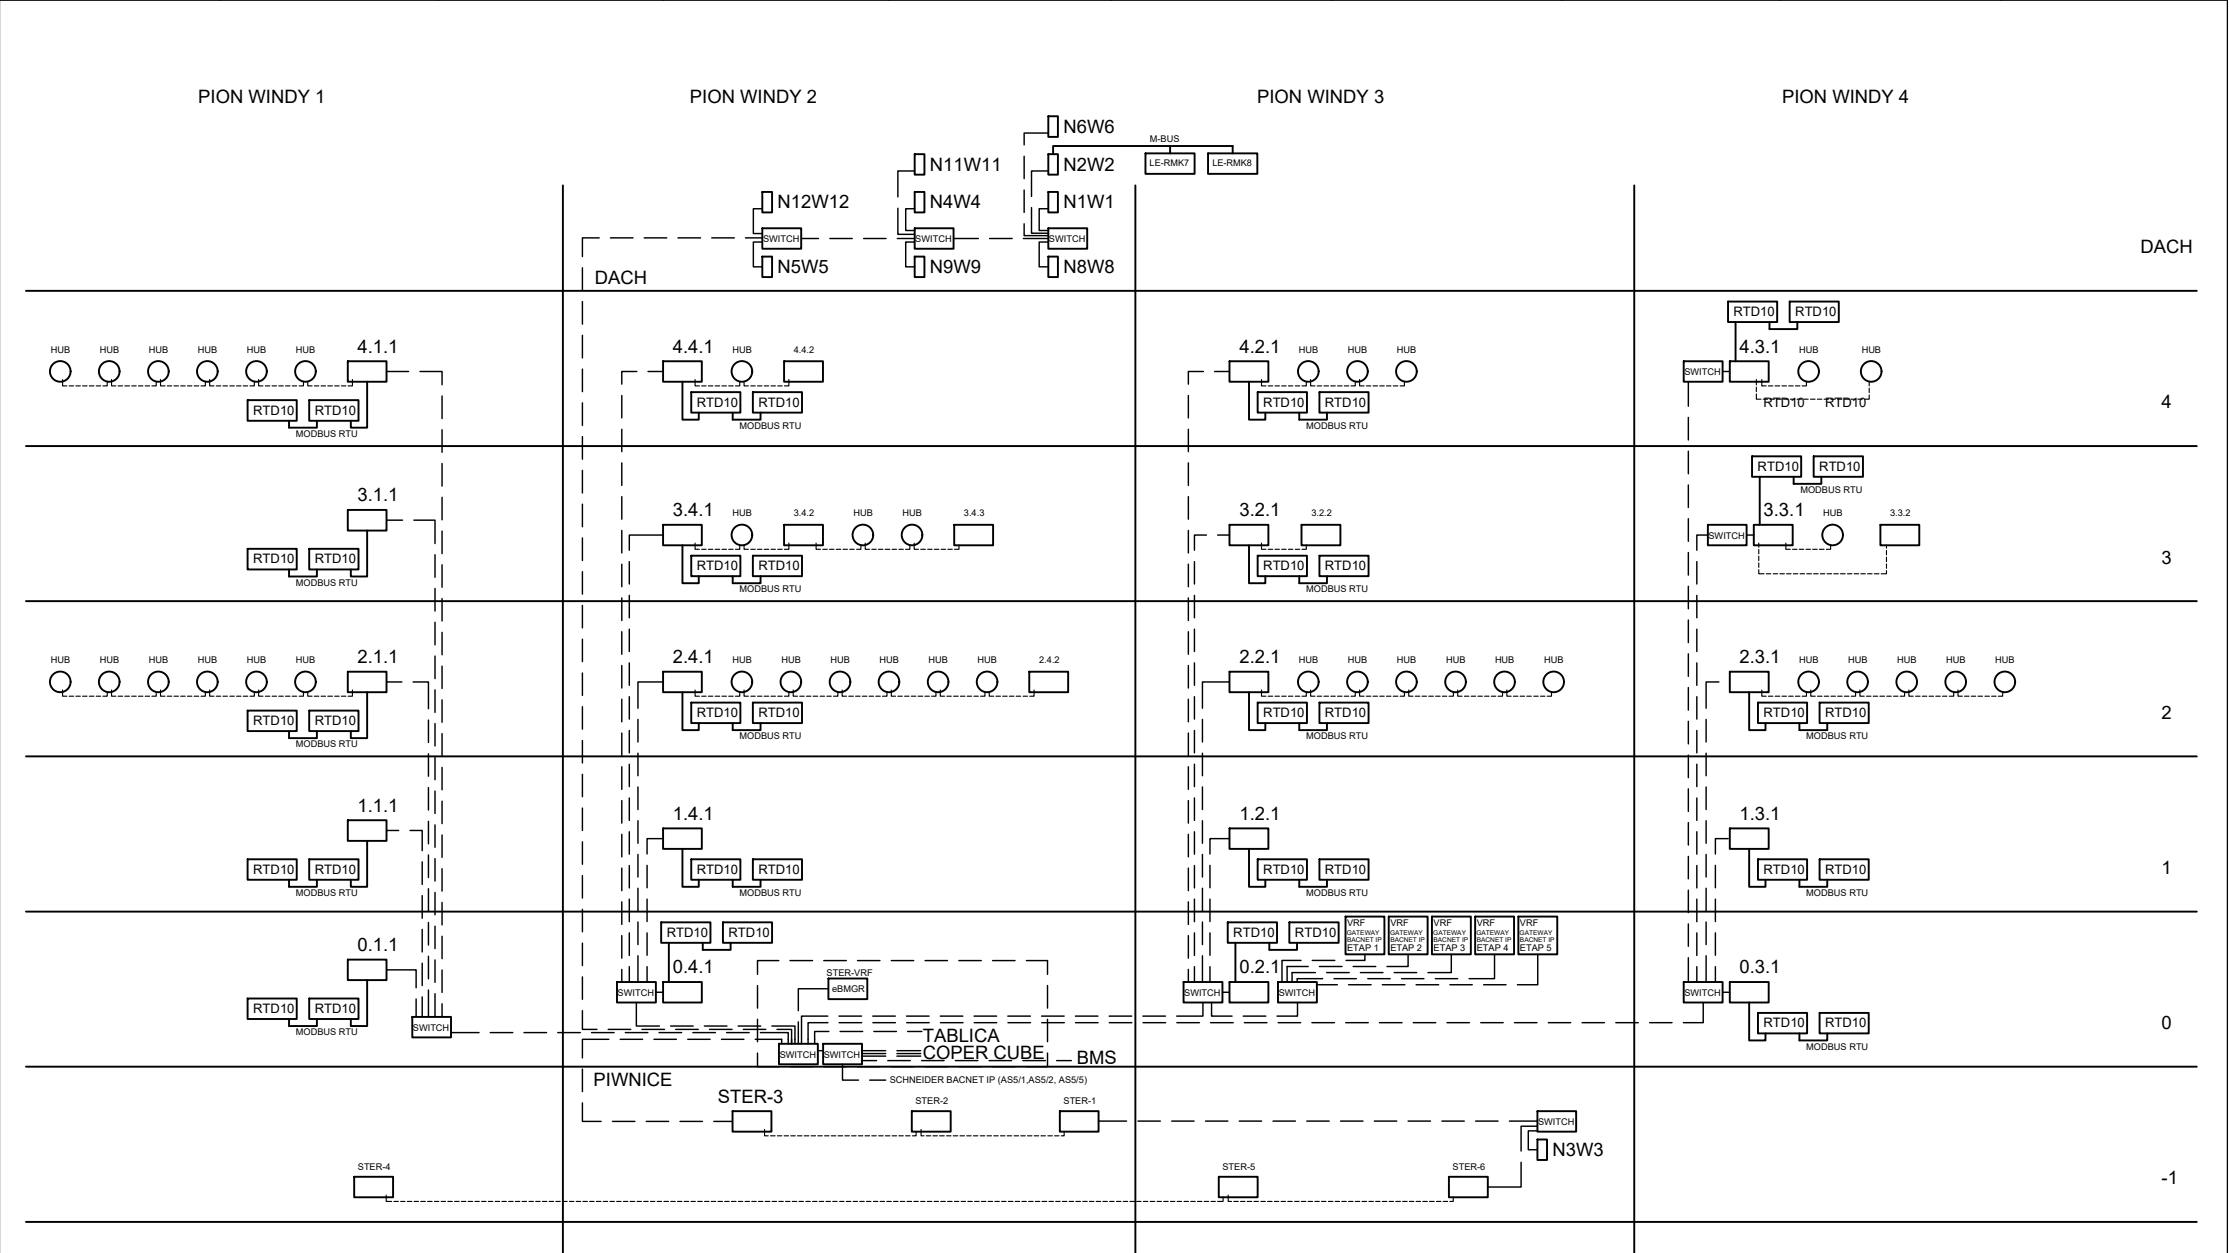 PION WINDY 1
PION WINDY 2
PION WINDY 3
PION WINDY 4
N6W6
M-BUS
N11W11
N2W2
LE-RMK7
LE-RMK8
N12W12
N4W4
N1W1
SWITCH
SWITCH
SWITCH
DACH
N5W5
N9W9
N8W8
DACH
RTD10 RTD10
HUB HUB HUB HUB HUB HUB 4.1.1
4.4.1 HUB 4.4.2
4.2.1 HUB HUB HUB
4.3.1 HUB HUB
SWITCH
RTD10 RTD10
RTD10 RTD10
RTD10 RTD10
RTD10 RTD10
4
MODBUS RTU
MODBUS RTU
MODBUS RTU
RTD10 RTD10
MODBUS RTU
3.1.1
3.4.1 HUB 3.4.2 HUB HUB 3.4.3
3.2.1 3.2.2
3.3.1 HUB 3.3.2
SWITCH
RTD10 RTD10
RTD10 RTD10
RTD10 RTD10
3
MODBUS RTU
MODBUS RTU
MODBUS RTU
HUB HUB HUB HUB HUB HUB 2.1.1
2.4.1 HUB HUB HUB HUB HUB HUB 2.4.2
2.2.1 HUB HUB HUB HUB HUB HUB
2.3.1 HUB HUB HUB HUB HUB
RTD10 RTD10
RTD10 RTD10
RTD10 RTD10
RTD10 RTD10
2
MODBUS RTU
MODBUS RTU
MODBUS RTU
MODBUS RTU
1.1.1
1.4.1
1.2.1
1.3.1
RTD10 RTD10
RTD10 RTD10
RTD10 RTD10
RTD10 RTD10
1
MODBUS RTU
MODBUS RTU
MODBUS RTU
MODBUS RTU
RTD10 RTD10
RTD10 RTD10
VRF
GATEWAY
BACNET IP
ETAP 1
VRF
GATEWAY
BACNET IP
ETAP 2
VRF
GATEWAY
BACNET IP
ETAP 3
VRF
GATEWAY
BACNET IP
ETAP 4
VRF
GATEWAY
BACNET IP
ETAP 5
0.1.1
0.4.1
STER-VRF
eBMGR
0.2.1
0.3.1
SWITCH
SWITCH
SWITCH
SWITCH
RTD10 RTD10
MODBUS RTU
SWITCH
RTD10 RTD10
MODBUS RTU
0
TABLICA
SWITCH
SWITCH
COPER CUBE
BMS
PIWNICE
SCHNEIDER BACNET IP (AS5/1,AS5/2, AS5/5)
STER-3
STER-2
STER-1
SWITCH
N3W3
STER-4
STER-5
STER-6
-1